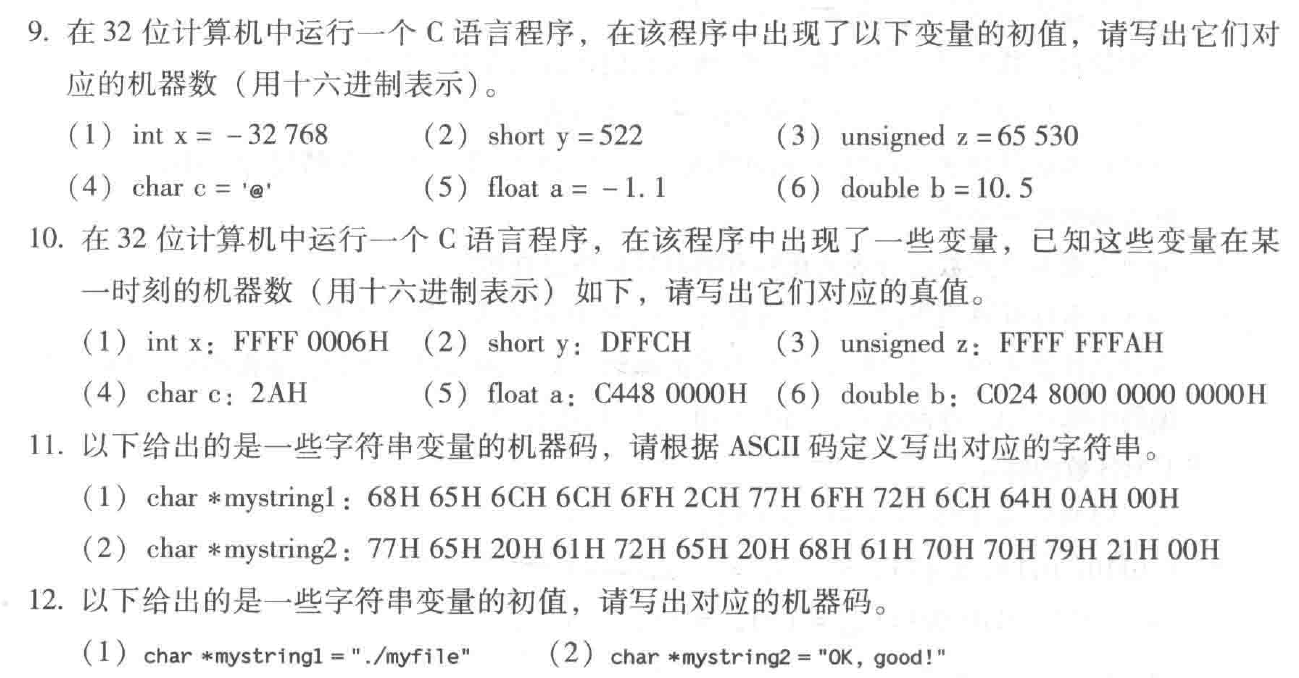 9. 在 32 位计算机中运行一个 C 语言程序，在该程序中出现了以下变量的初值，请写出它们对
应的机器数（用十六进制表示）。
（1）int x = －32 768 （2）short y = 522 （3）unsigned z = 65 530
（4）char c = '@' （5）float a = －1. 1 （6）double b = 10. 5
10. 在 32 位计算机中运行一个 C 语言程序，在该程序中出现了一些变量，已知这些变量在某
一时刻的机器数（用十六进制表示）如下，请写出它们对应的真值。
（1）int x：FFFF 0006H （2）short y：DFFCH （3）unsigned z：FFFF FFFAH
（4）char c：2AH （5）float a：C448 0000H （6）double b：C024 8000 0000 0000H
11. 以下给出的是一些字符串变量的机器码，请根据 ASCII 码定义写出对应的字符串。
（1）char *mystring1：68H 65H 6CH 6CH 6FH 2CH 77H 6FH 72H 6CH 64H 0AH 00H
（2）char *mystring2：77H 65H 20H 61H 72H 65H 20H 68H 61H 70H 70H 79H 21H 00H
12. 以下给出的是一些字符串变量的初值，请写出对应的机器码。
（1）char *mystring1 = "./myfile" （2）char *mystring2 = "OK, good!"